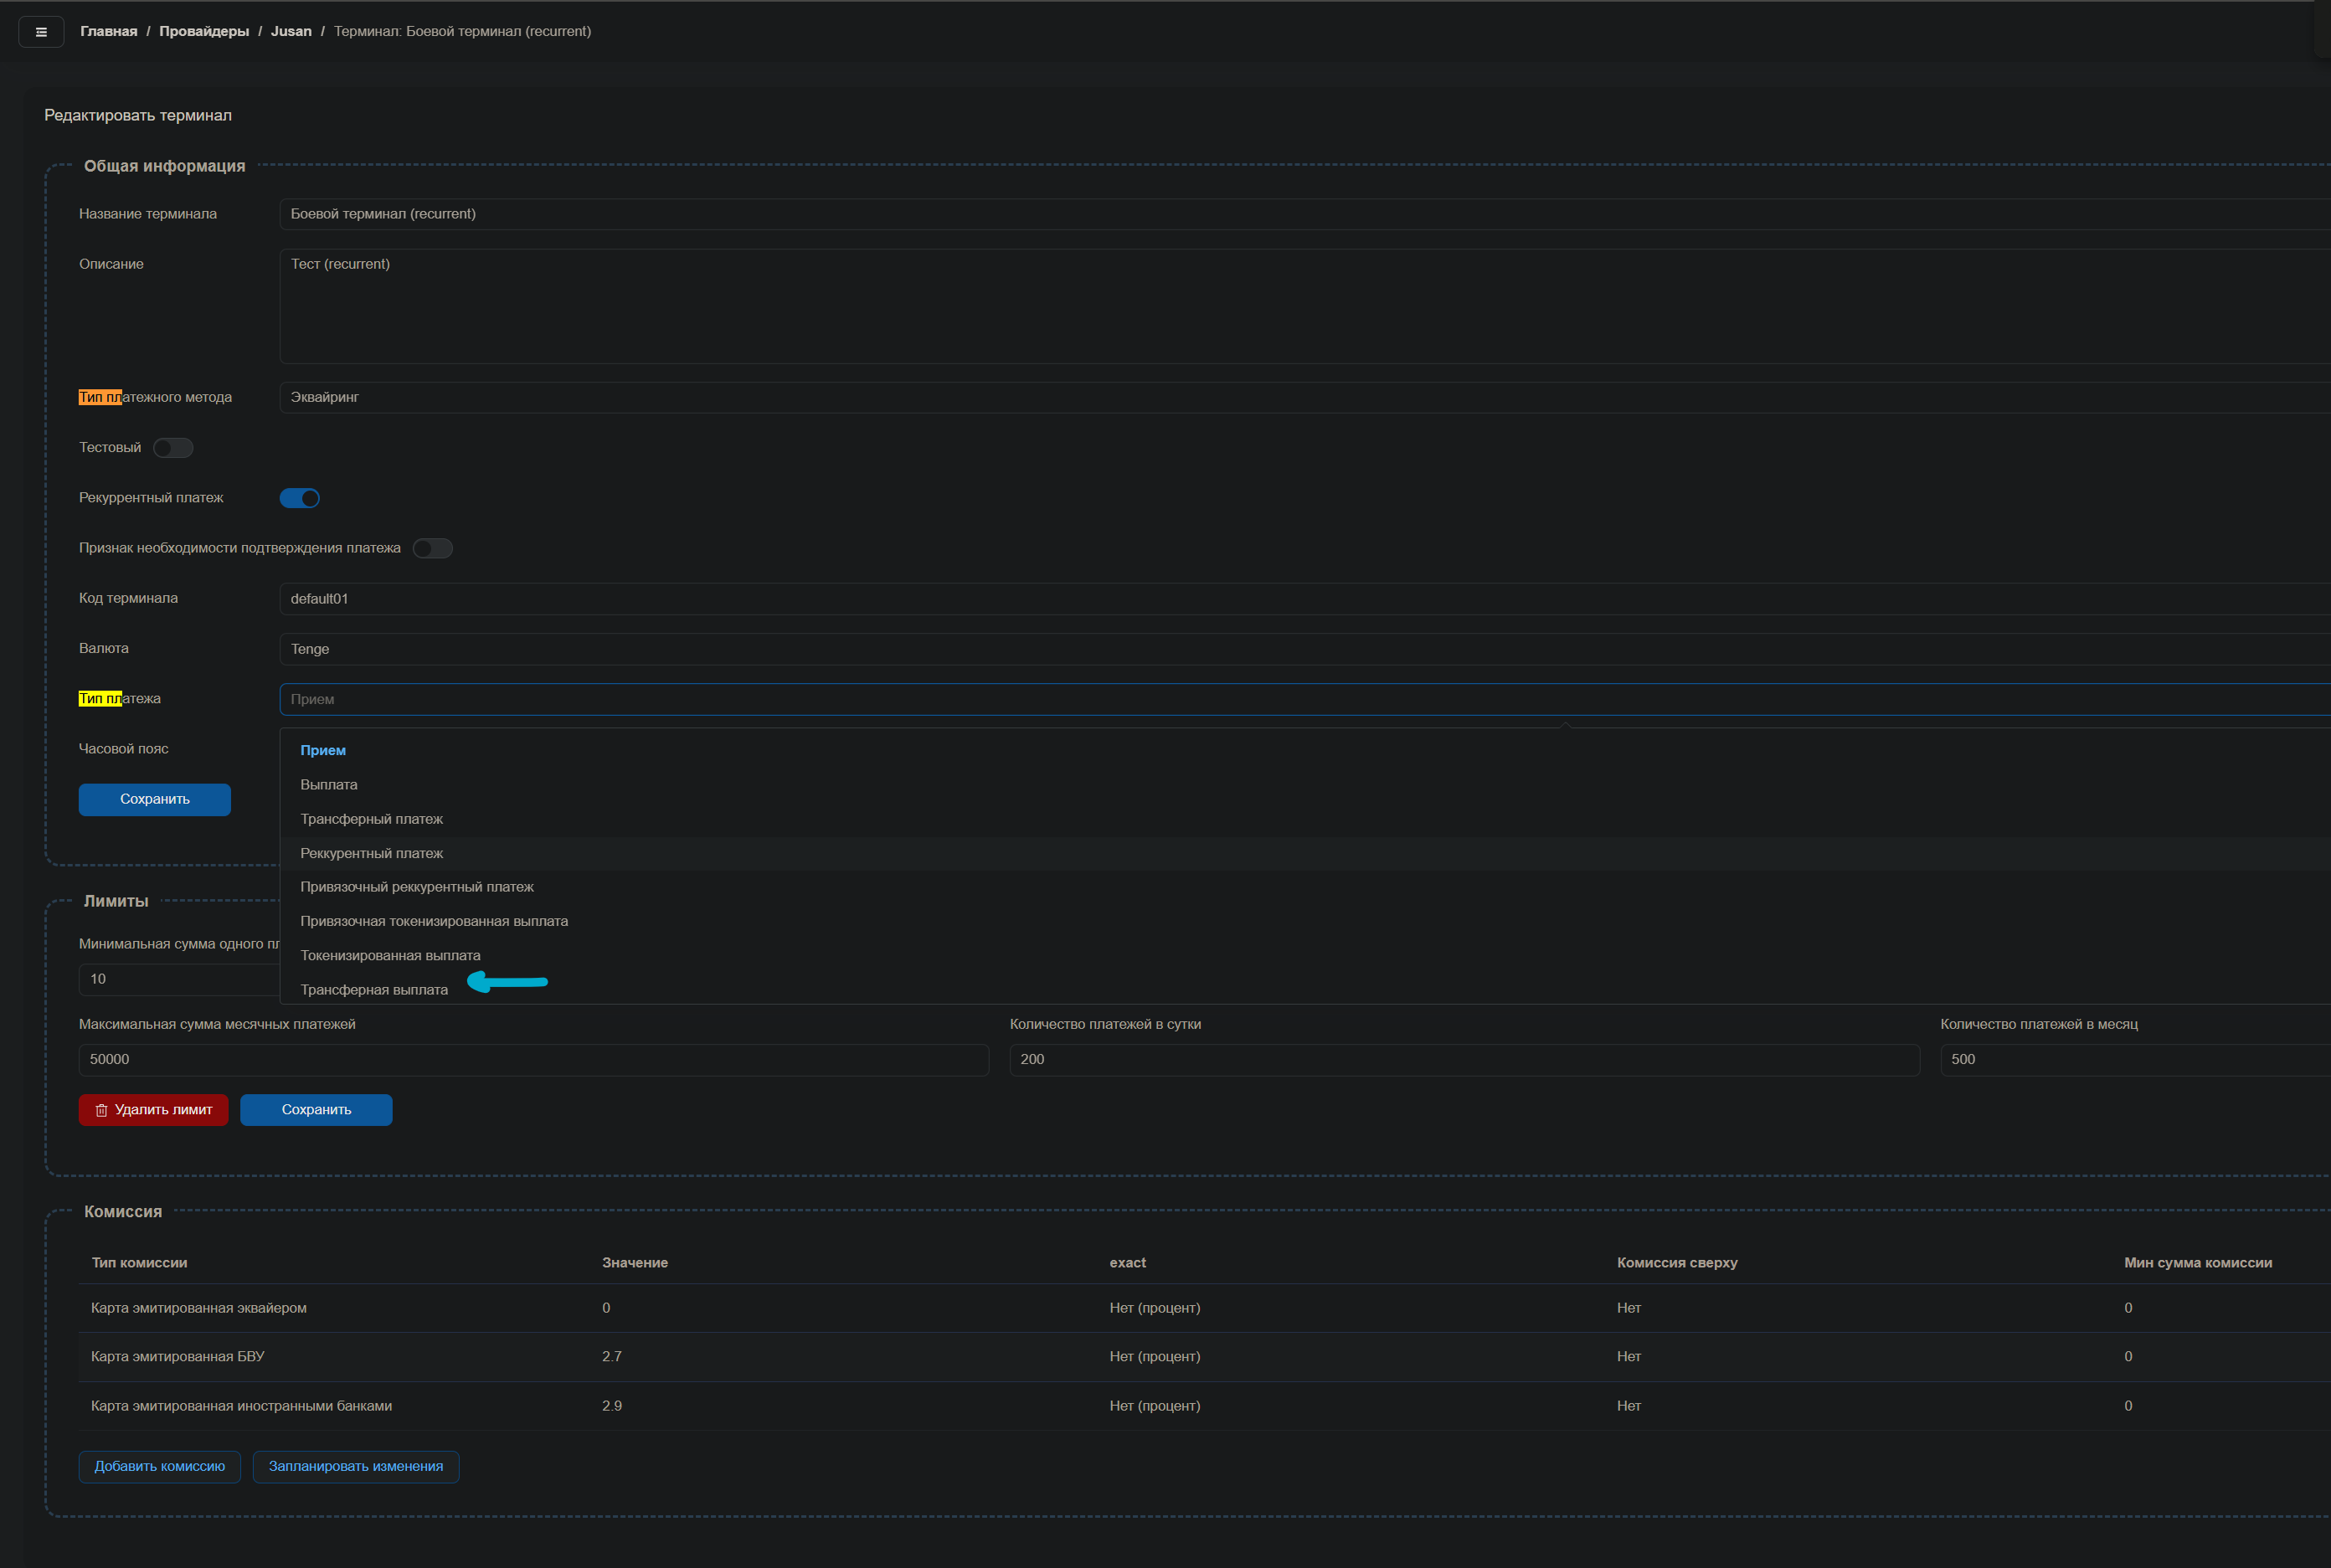 Главная / Провайдеры / Jusan / Терминал: Боевой терминал (recurrent)
Редактировать терминал
Общая информация
Название терминала Боевой терминал (recurrent)
Описание Тест (recurrent)
Тип платежного метода Эквайринг
Тестовый
Рекуррентный платеж
Признак необходимости подтверждения платежа
Код терминала default01
Валюта Tenge
Тип платежа Прием
Часовой пояс
Прием
Выплата
Трансферный платеж
Реккурентный платеж
Привязочный реккурентный платеж
Привязочная токенизированная выплата
Токенизированная выплата
Трансферная выплата
Сохранить
Лимиты
Минимальная сумма одного пл
10
Максимальная сумма месячных платежей Количество платежей в сутки Количество платежей в месяц
50000 200 500
Удалить лимит Сохранить
Комиссия
Тип комиссии Значение exact Комиссия сверху Мин сумма комиссии
Карта эмитированная эквайером 0 Нет (процент) Нет 0
Карта эмитированная БВУ 2.7 Нет (процент) Нет 0
Карта эмитированная иностранными банками 2.9 Нет (процент) Нет 0
Добавить комиссию Запланировать изменения